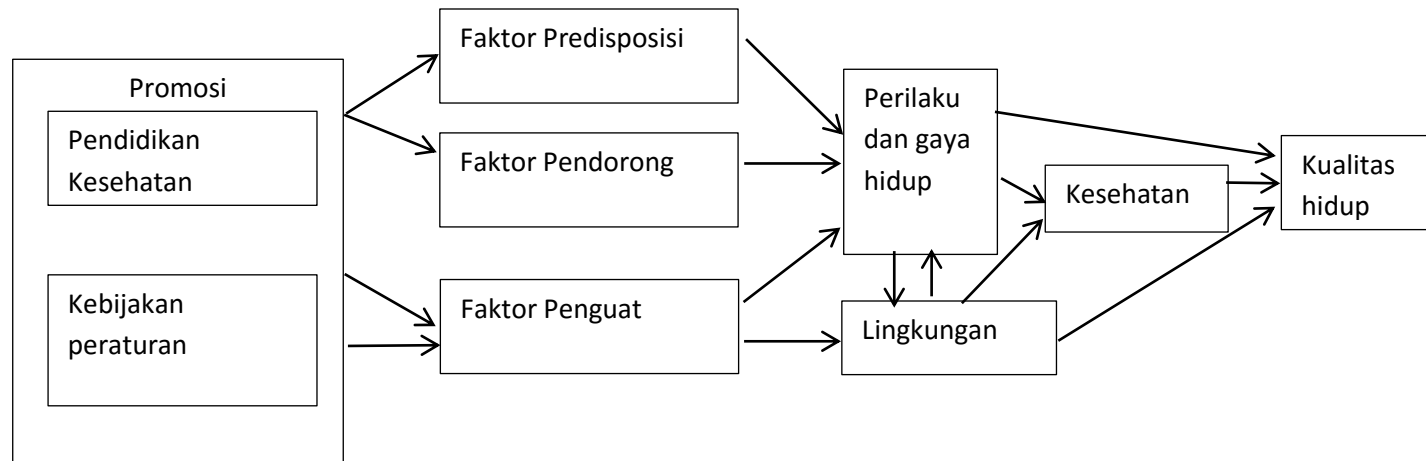 Promosi
Pendidikan
Kesehatan
Kebijakan
peraturan
Faktor Predisposisi
Faktor Pendorong
Faktor Penguat
Perilaku
dan gaya
hidup
Lingkungan
Kesehatan
Kualitas
hidup